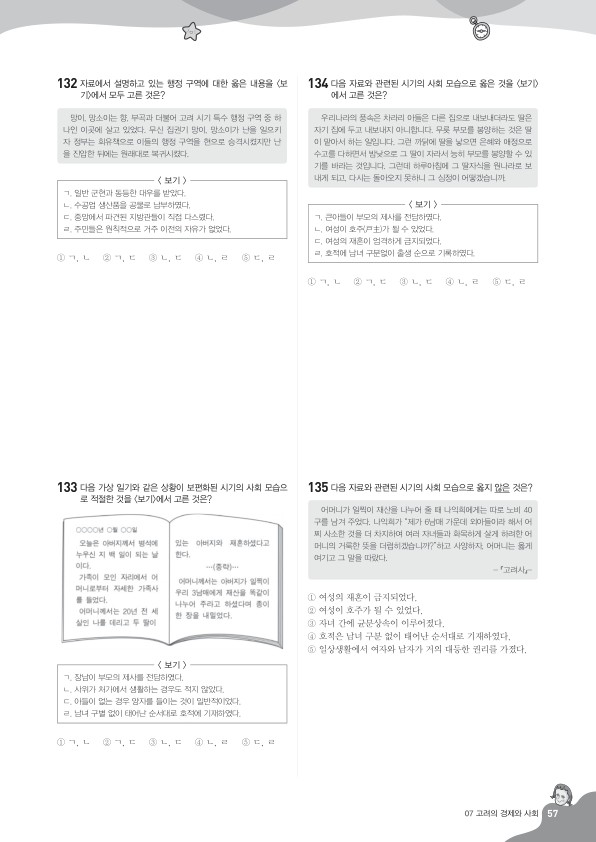 132 자료에서 설명하고 있는 행정 구역에 대한 옳은 내용을 〈보
기〉에서 모두 고른 것은?
망이, 망소이는 향, 부곡과 더불어 고려 시기 특수 행정 구역 중 하
나인 이곳에 살고 있었다. 무신 집권기 망이, 망소이가 난을 일으키
자 정부는 회유책으로 이들의 행정 구역을 현으로 승격시켰지만 난
을 진압한 뒤에는 원래대로 복귀시켰다.
〈 보기 〉
ㄱ. 일반 군현과 동등한 대우를 받았다.
ㄴ. 수공업 생산품을 공물로 납부하였다.
ㄷ. 중앙에서 파견된 지방관들이 직접 다스렸다.
ㄹ. 주민들은 원칙적으로 거주 이전의 자유가 없었다.
① ㄱ, ㄴ ② ㄱ, ㄷ ③ ㄴ, ㄷ ④ ㄴ, ㄹ ⑤ ㄷ, ㄹ
133 다음 가상 일기와 같은 상황이 보편화된 시기의 사회 모습으
로 적절한 것을 〈보기〉에서 고른 것은?
○○○○년 ○월 ○○일
오늘은 아버지께서 병석에
누우신 지 백 일이 되는 날
이다.
가족이 모인 자리에서 어
머니로부터 자세한 가족사
를 들었다.
어머니께서는 20년 전 세
살인 나를 데리고 두 딸이
있는 아버지와 재혼하셨다고
한다.
…(중략)…
어머니께서는 아버지가 일찍이
우리 3남매에게 재산을 똑같이
나누어 주라고 하셨다며 종이
한 장을 내밀었다.
〈 보기 〉
ㄱ. 장남이 부모의 제사를 전담하였다.
ㄴ. 사위가 처가에서 생활하는 경우도 적지 않았다.
ㄷ. 아들이 없는 경우 양자를 들이는 것이 일반적이었다.
ㄹ. 남녀 구별 없이 태어난 순서대로 호적에 기재하였다.
① ㄱ, ㄴ ② ㄱ, ㄷ ③ ㄴ, ㄷ ④ ㄴ, ㄹ ⑤ ㄷ, ㄹ
134 다음 자료와 관련된 시기의 사회 모습으로 옳은 것을 〈보기〉
에서 고른 것은?
우리나라의 풍속은 차라리 아들은 다른 집으로 내보내더라도 딸은
자기 집에 두고 내보내지 아니합니다. 무릇 부모를 봉양하는 것은 딸
이 맡아서 하는 일입니다. 그런 까닭에 딸을 낳으면 은혜와 애정으로
수고를 다하면서 밤낮으로 그 딸이 자라서 능히 부모를 봉양할 수 있
기를 바라는 것입니다. 그런데 하루아침에 그 딸자식을 원나라로 보
내게 되고, 다시는 돌아오지 못하니 그 심정이 어떻겠습니까.
〈 보기 〉
ㄱ. 큰아들이 부모의 제사를 전담하였다.
ㄴ. 여성이 호주(戶主)가 될 수 있었다.
ㄷ. 여성의 재혼이 엄격하게 금지되었다.
ㄹ. 호적에 남녀 구분없이 출생 순으로 기록하였다.
① ㄱ, ㄴ ② ㄱ, ㄷ ③ ㄴ, ㄷ ④ ㄴ, ㄹ ⑤ ㄷ, ㄹ
135 다음 자료와 관련된 시기의 사회 모습으로 옳지 않은 것은?
어머니가 일찍이 재산을 나누어 줄 때 나익희에게는 따로 노비 40
구를 남겨 주었다. 나익희가 “제가 6남매 가운데 외아들이라 해서 어
찌 사소한 것을 더 차지하며 여러 자녀들과 화목하게 살게 하려한 어
머니의 거룩한 뜻을 더럽히겠습니까?”하고 사양하자, 어머니는 옳게
여기고 그 말을 따랐다.
–『고려사』–
① 여성의 재혼이 금지되었다.
② 여성이 호주가 될 수 있었다.
③ 자녀 간에 균분상속이 이루어졌다.
④ 호적은 남녀 구분 없이 태어난 순서대로 기재하였다.
⑤ 일상생활에서 여자와 남자가 거의 대등한 권리를 가졌다.
07 고려의 경제와 사회 57